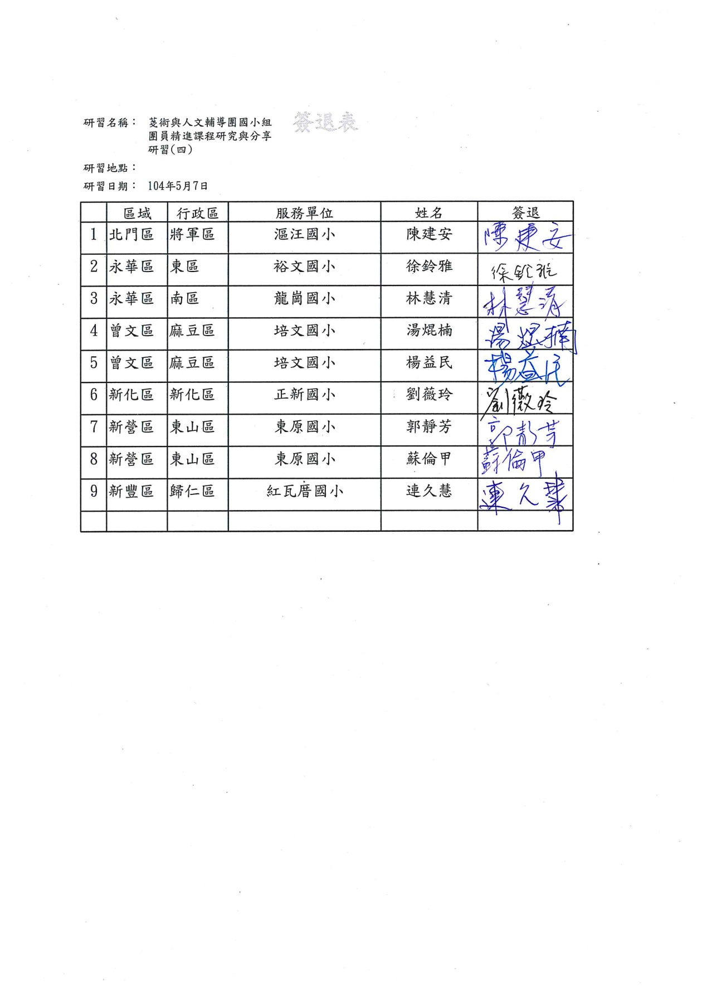 簽退表
研習名稱： 藝術與人文輔導團國小組
團員精進課程研究與分享
研習(四)
研習地點：
研習日期： 104年5月7日
區域 行政區 服務單位 姓名 簽退
1 北門區 將軍區 漚汪國小 陳建安 陳建安
2 永華區 東區 裕文國小 徐鈴雅 徐鈴雅
3 永華區 南區 龍崗國小 林慧清 林慧清
4 曾文區 麻豆區 培文國小 湯焜楠 湯焜楠
5 曾文區 麻豆區 培文國小 楊益民 楊益民
6 新化區 新化區 正新國小 劉薇玲 劉薇玲
7 新營區 東山區 東原國小 郭靜芳 郭靜芳
8 新營區 東山區 東原國小 蘇倫甲 蘇倫甲
9 新豐區 歸仁區 紅瓦厝國小 連久慧 連久慧